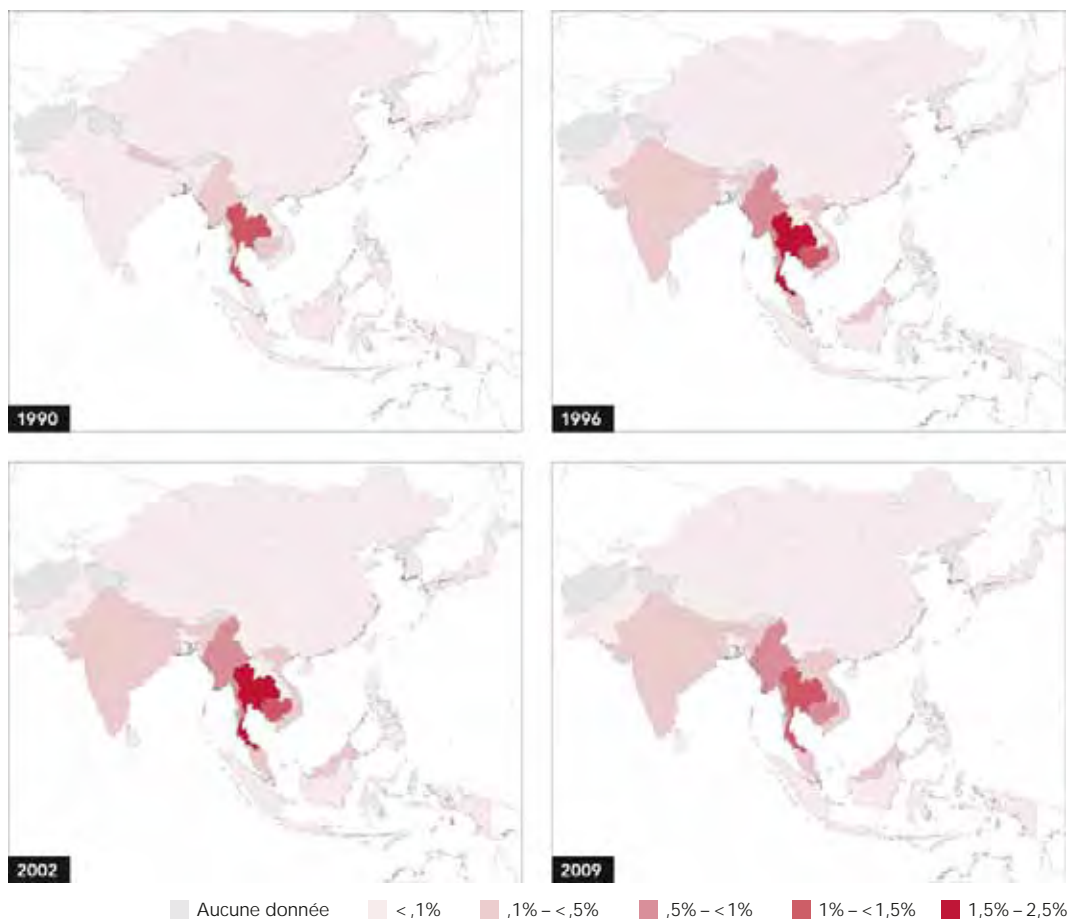 1990
1996
2002
2009
Aucune donnée < ,1% ,1% – < ,5% ,5% – < 1% 1% – < 1,5% 1,5% – 2,5%